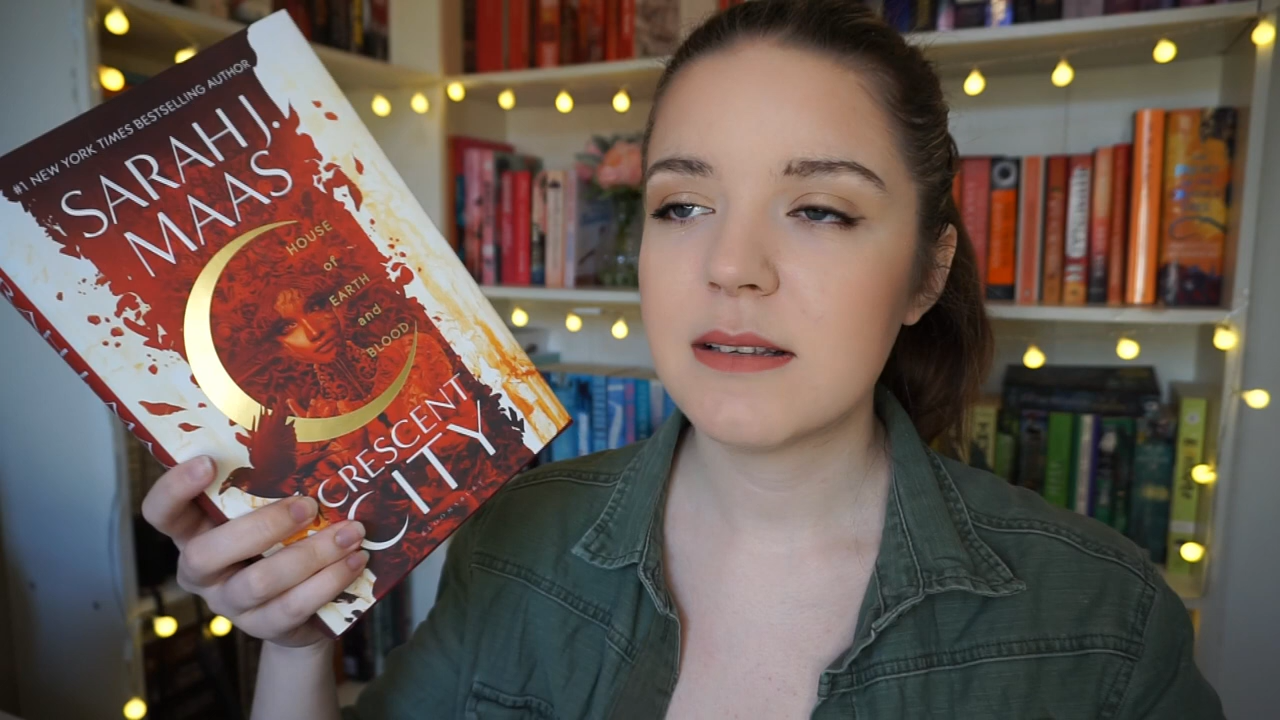 #1 NEW YORK TIMES BESTSELLING AUTHOR
SARAH J.
MAAS
HOUSE
of
EARTH
and
BLOOD
CRESCENT
CITY